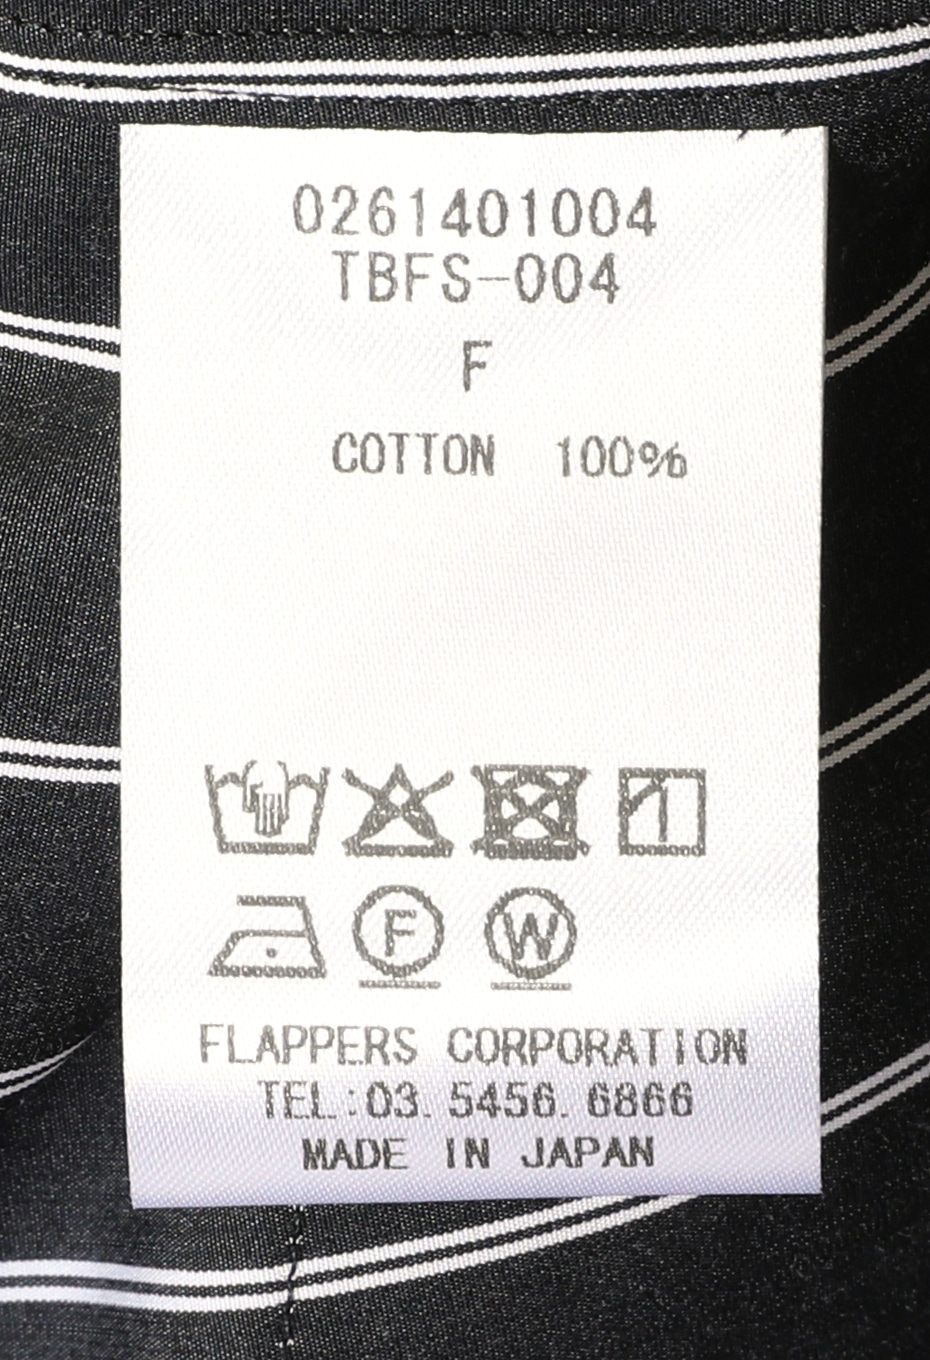 0261401004
TBFS-004
F
COTTON 100%
F W
FLAPPERS CORPORATION
TEL:03.5456.6866
MADE IN JAPAN